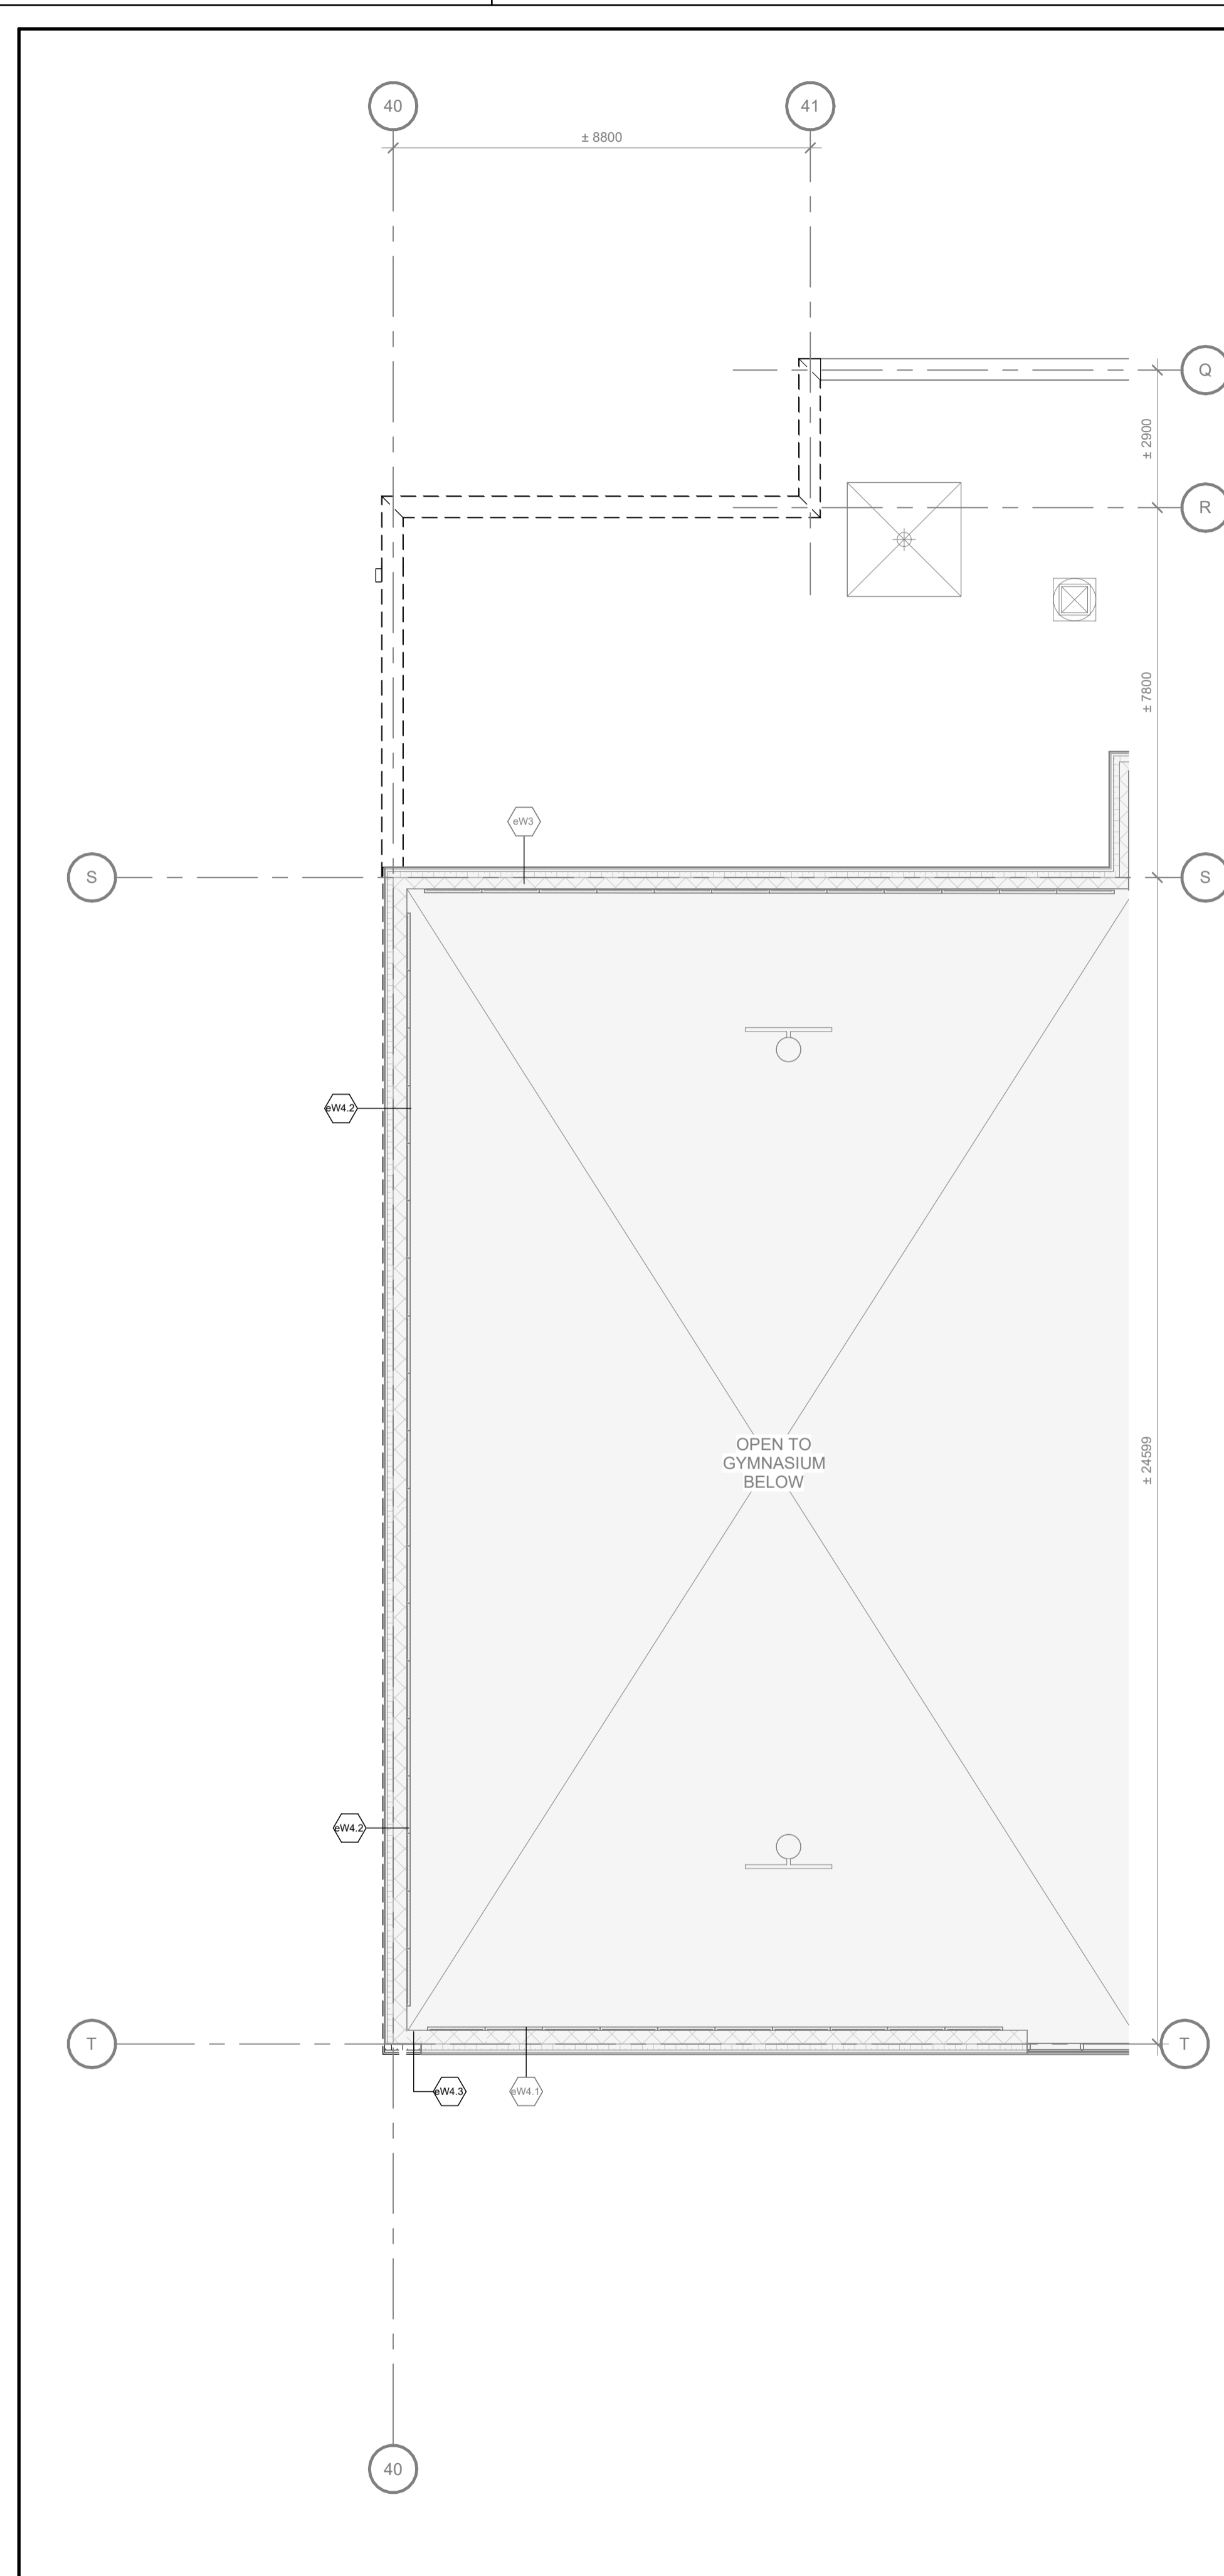 40
41
± 8800
Q
± 2900
R
± 7800
eW3
S
S
eW4.2
OPEN TO
GYMNASIUM
BELOW
± 24599
eW4.2
T
T
eW4.3
eW4.1
40